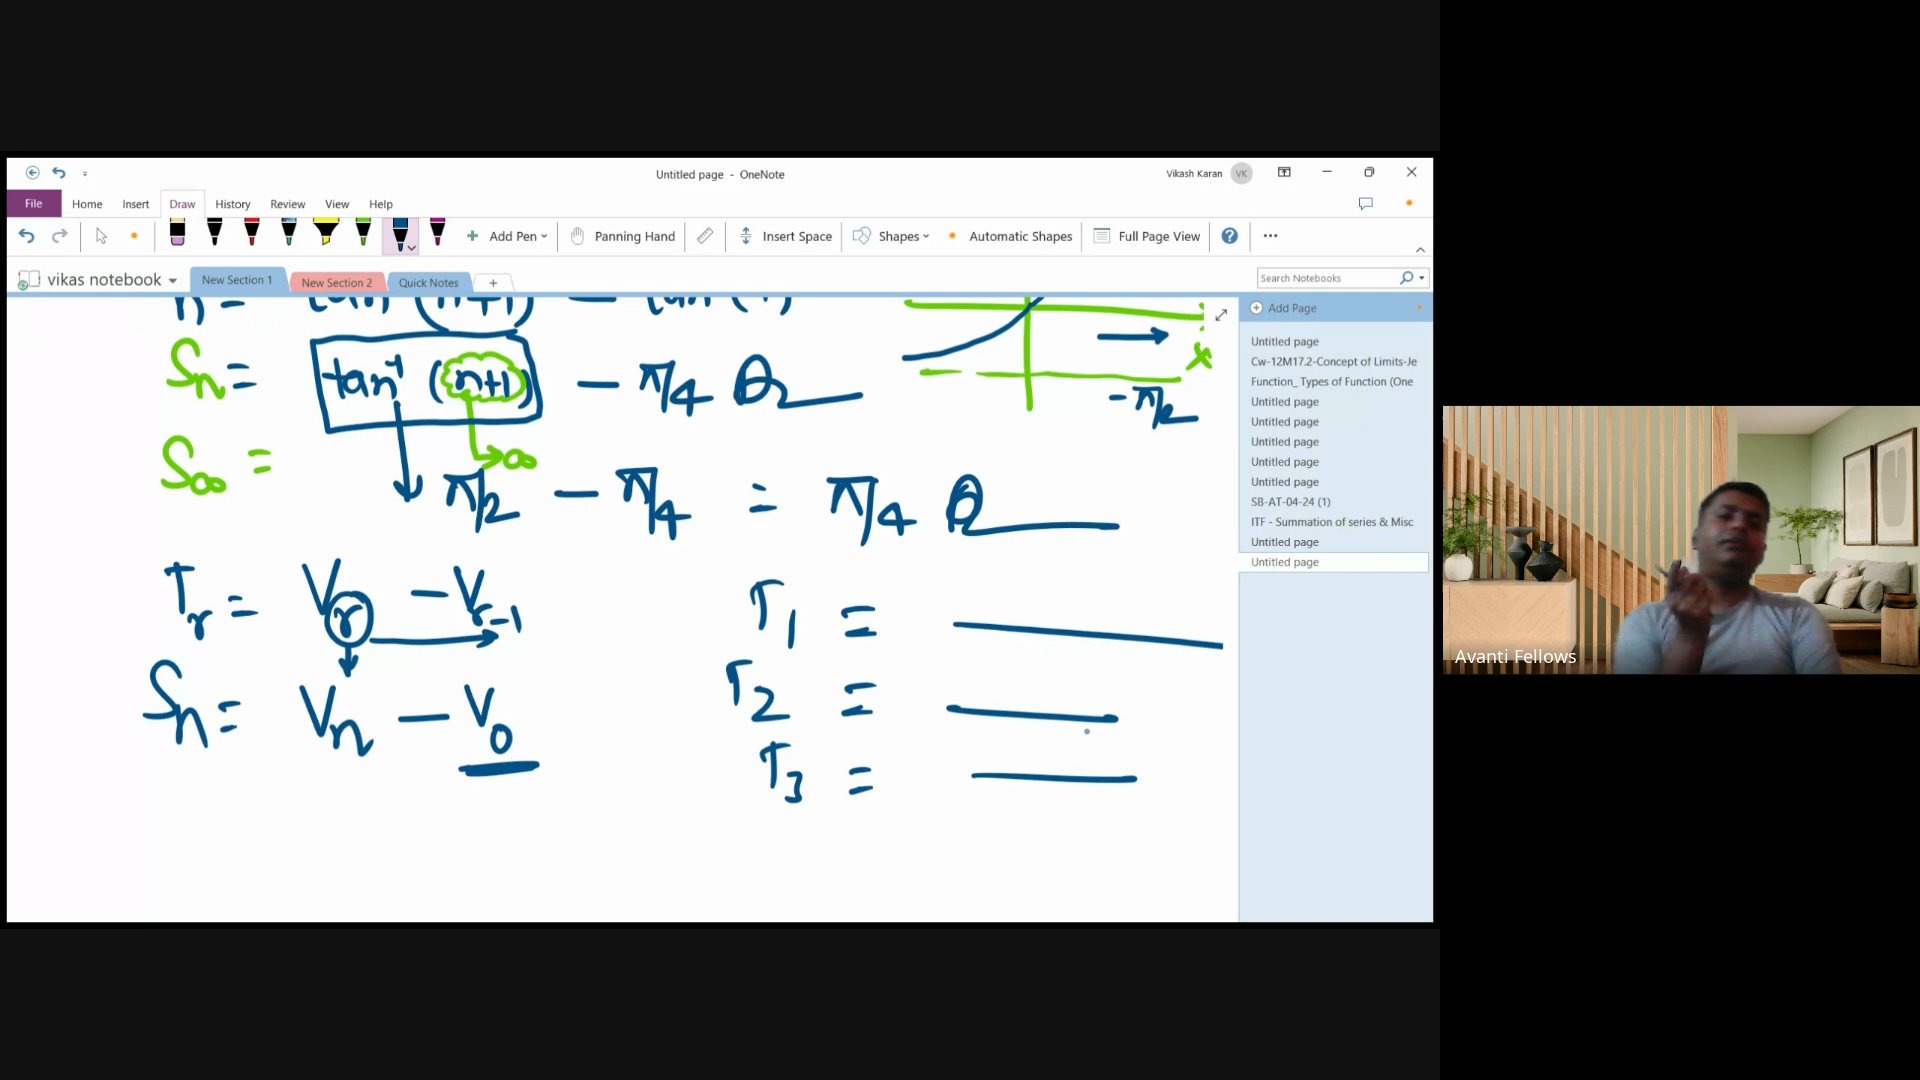 Untitled page - OneNote
Vikash Karan VK
File Home Insert Draw History Review View Help
Add Pen Panning Hand Insert Space Shapes Automatic Shapes Full Page View
vikas notebook New Section 1 New Section 2 Quick Notes +
Search Notebooks
Sn = tan⁻¹ (n+1) — π/4
→∞
-π/2
x
S∞ = π/2 — π/4 = π/4
Tr = Vr — Vr-1
Sn = Vn — V0
T1 =
T2 =
T3 =
Add Page
Untitled page
Cw-12M17.2-Concept of Limits-Je
Function_ Types of Function (One
Untitled page
Untitled page
Untitled page
Untitled page
Untitled page
SB-AT-04-24 (1)
ITF - Summation of series & Misc
Untitled page
Untitled page
Avanti Fellows